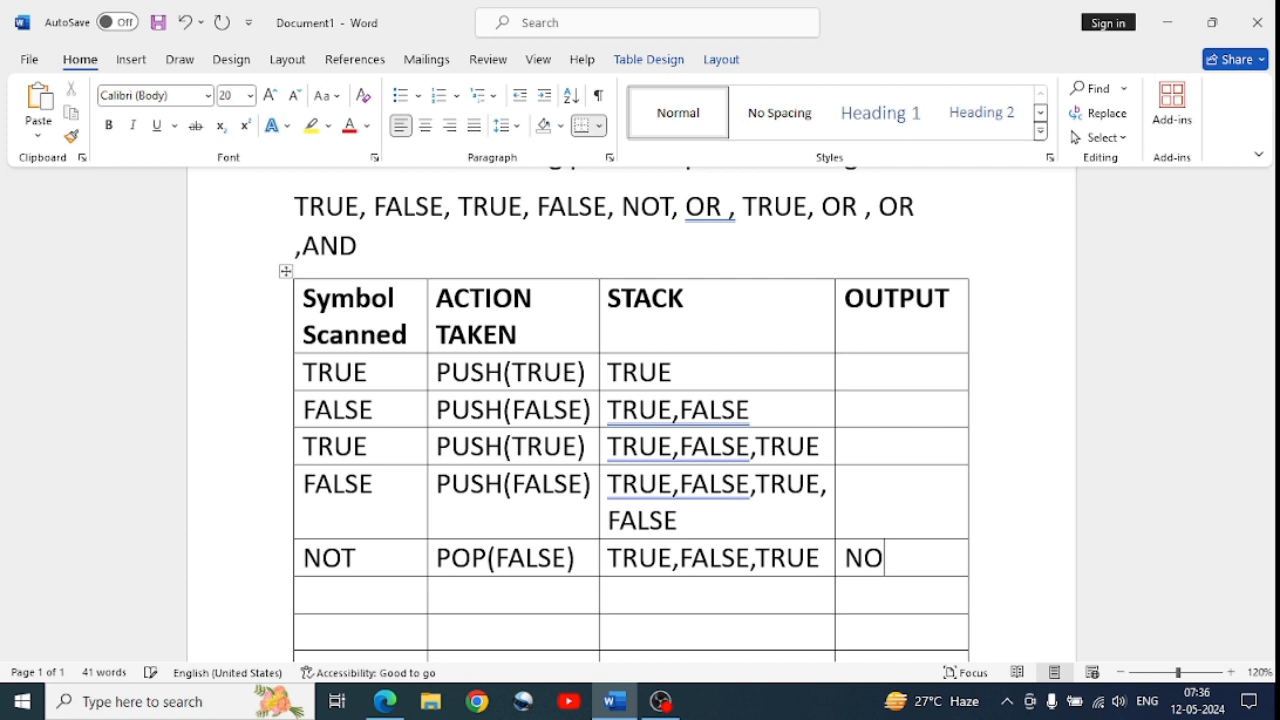 AutoSave Off Document1 - Word Search Sign in
File Home Insert Draw Design Layout References Mailings Review View Help Table Design Layout Share
Paste Calibri (Body) 20 Normal No Spacing Heading 1 Heading 2 Find Replace Select Add-ins
Clipboard Font Paragraph Styles Editing Add-ins
TRUE, FALSE, TRUE, FALSE, NOT, OR , TRUE, OR , OR
,AND
Symbol Scanned ACTION TAKEN STACK OUTPUT
TRUE PUSH(TRUE) TRUE
FALSE PUSH(FALSE) TRUE,FALSE
TRUE PUSH(TRUE) TRUE,FALSE,TRUE
FALSE PUSH(FALSE) TRUE,FALSE,TRUE,
FALSE
NOT POP(FALSE) TRUE,FALSE,TRUE NO
Page 1 of 1 41 words English (United States) Accessibility: Good to go Focus 120%
Type here to search 27°C Haze ENG 07:36
12-05-2024